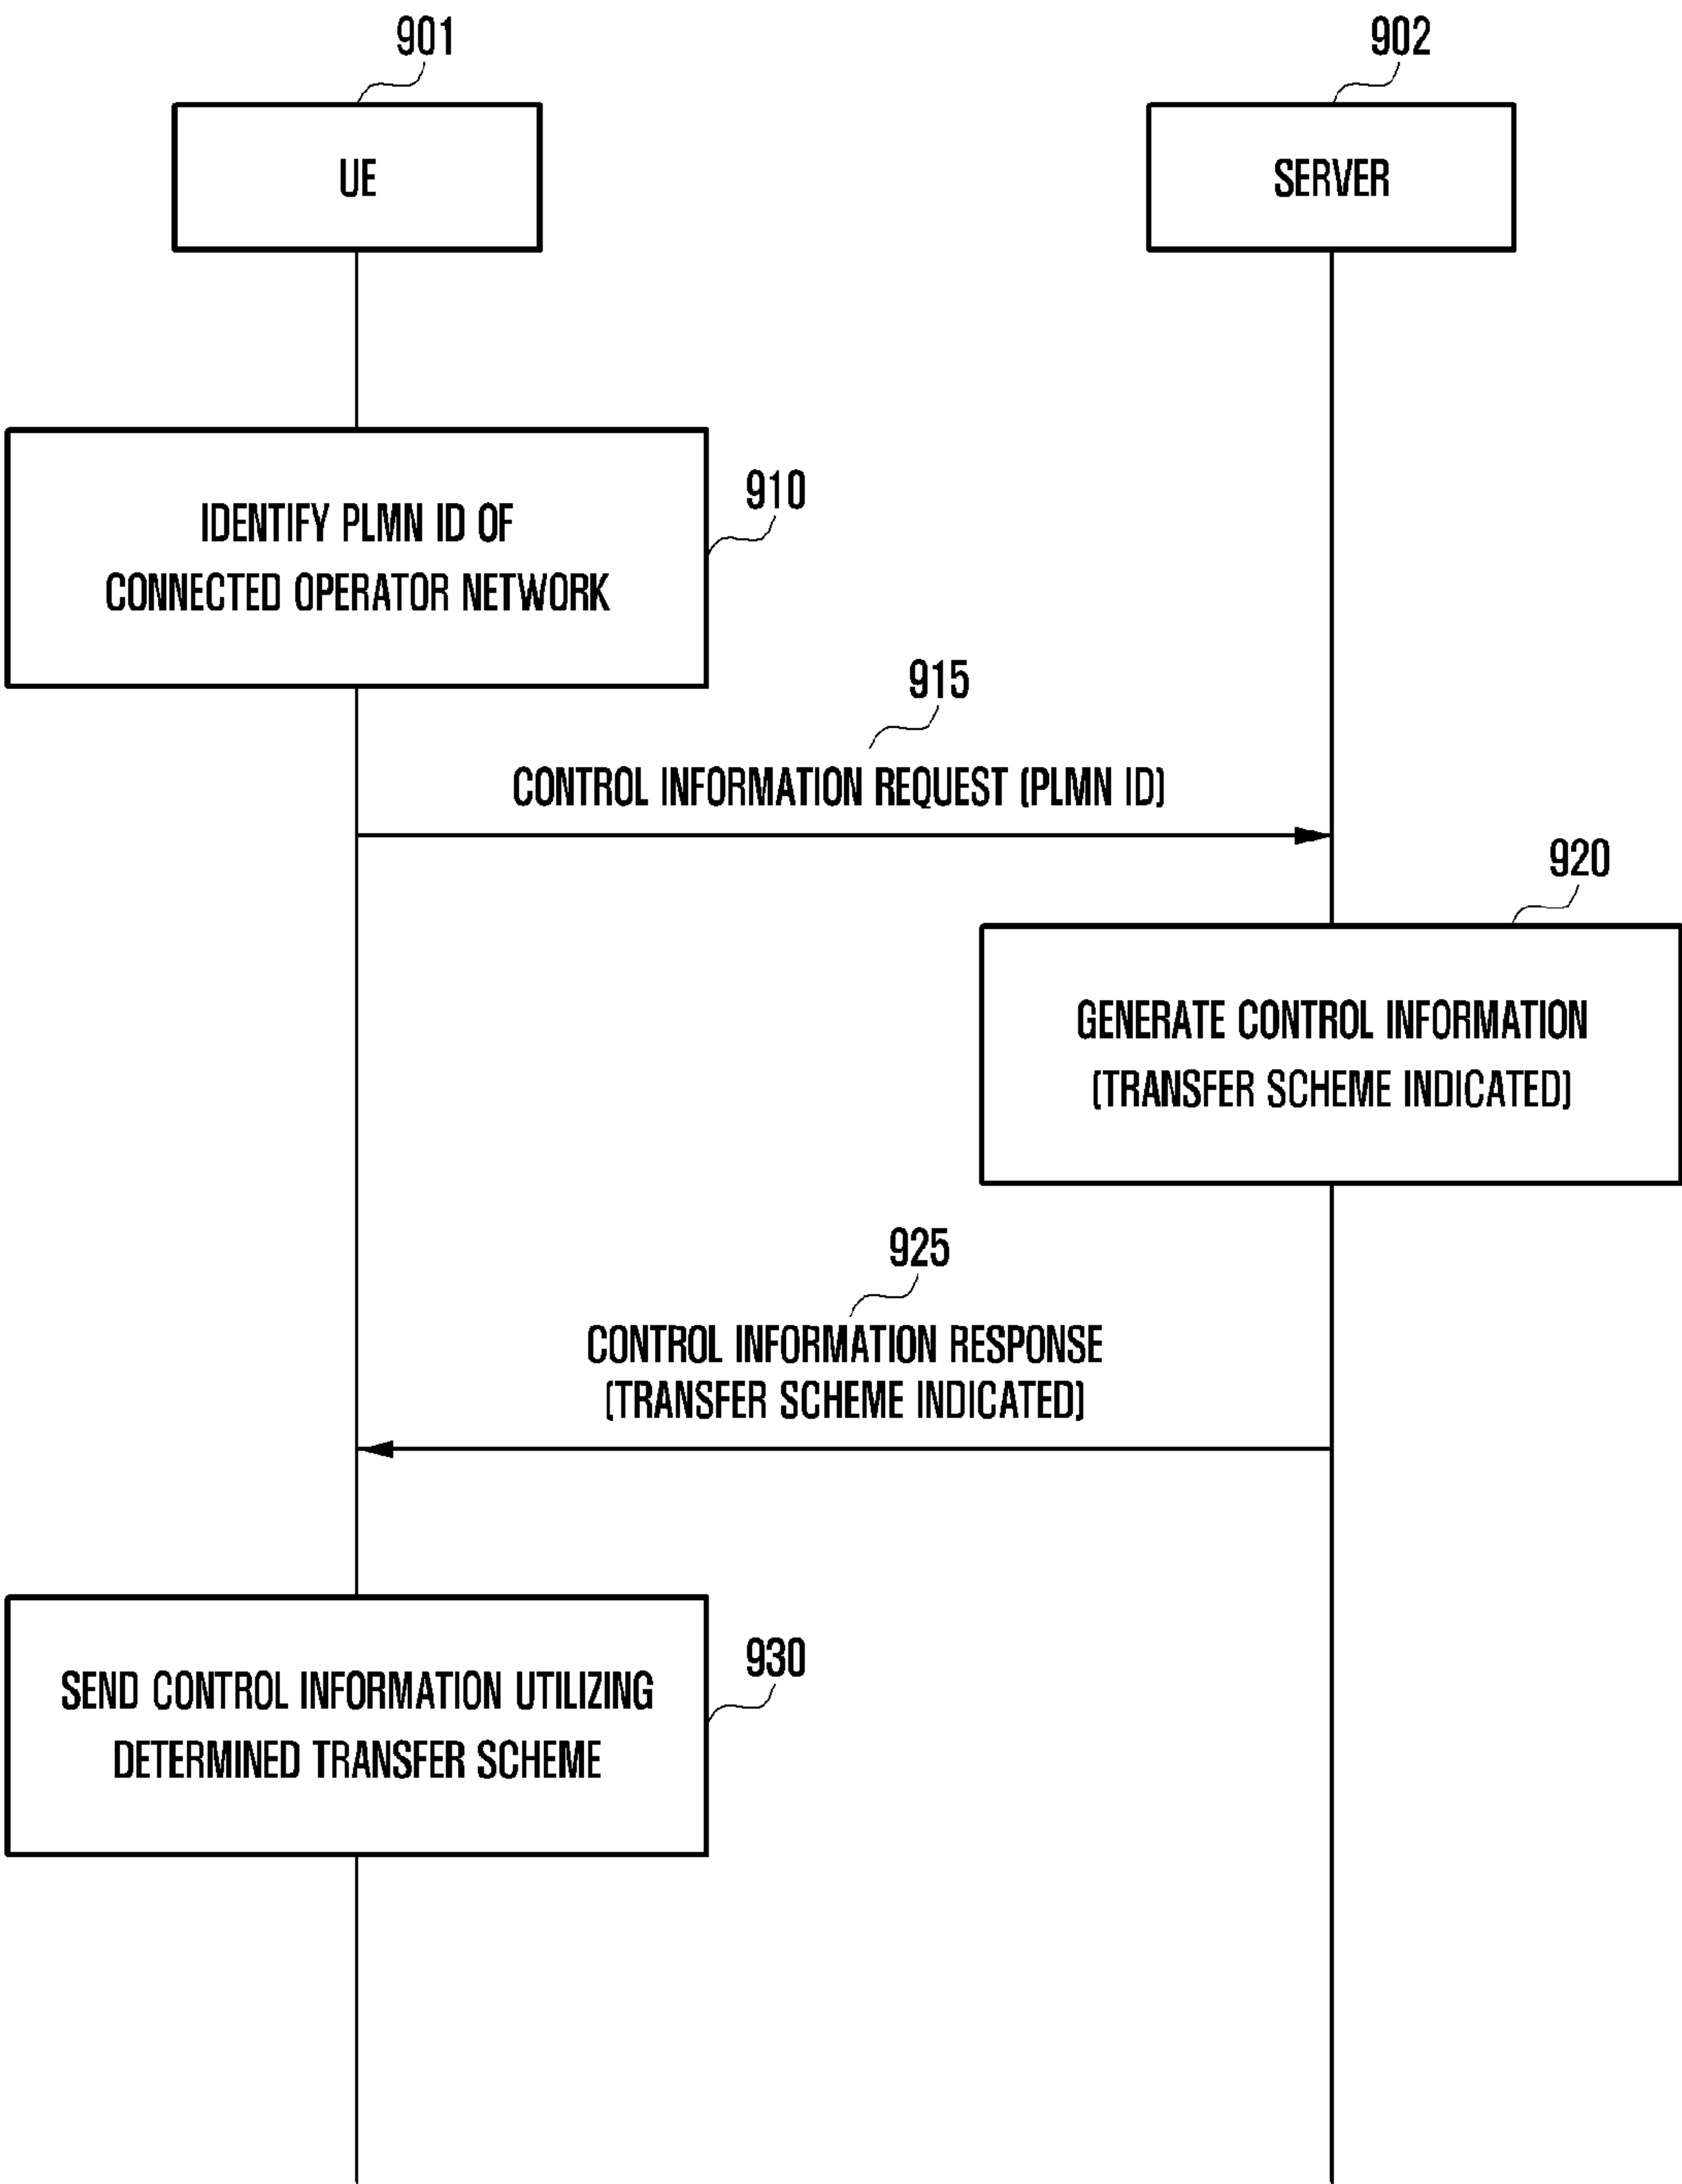 901
902
UE
SERVER
IDENTIFY PLMN ID OF
CONNECTED OPERATOR NETWORK
910
915
CONTROL INFORMATION REQUEST (PLMN ID)
920
GENERATE CONTROL INFORMATION
(TRANSFER SCHEME INDICATED)
925
CONTROL INFORMATION RESPONSE
(TRANSFER SCHEME INDICATED)
SEND CONTROL INFORMATION UTILIZING
DETERMINED TRANSFER SCHEME
930